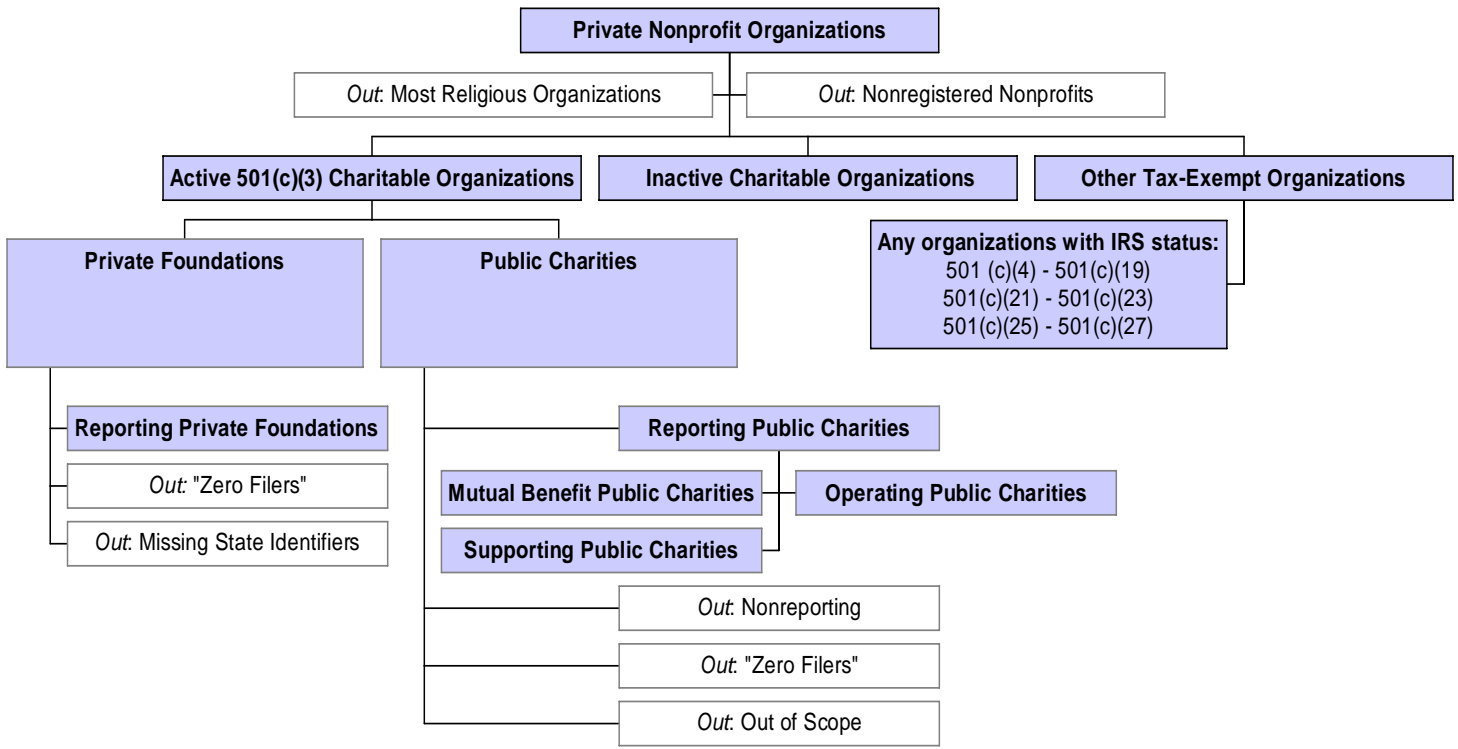 Private Nonprofit Organizations
Out: Most Religious Organizations
Out: Nonregistered Nonprofits
Active 501(c)(3) Charitable Organizations
Inactive Charitable Organizations
Other Tax-Exempt Organizations
Private Foundations
Public Charities
Any organizations with IRS status:
501 (c)(4) - 501(c)(19)
501(c)(21) - 501(c)(23)
501(c)(25) - 501(c)(27)
Reporting Private Foundations
Out: "Zero Filers"
Out: Missing State Identifiers
Reporting Public Charities
Mutual Benefit Public Charities
Operating Public Charities
Supporting Public Charities
Out: Nonreporting
Out: "Zero Filers"
Out: Out of Scope